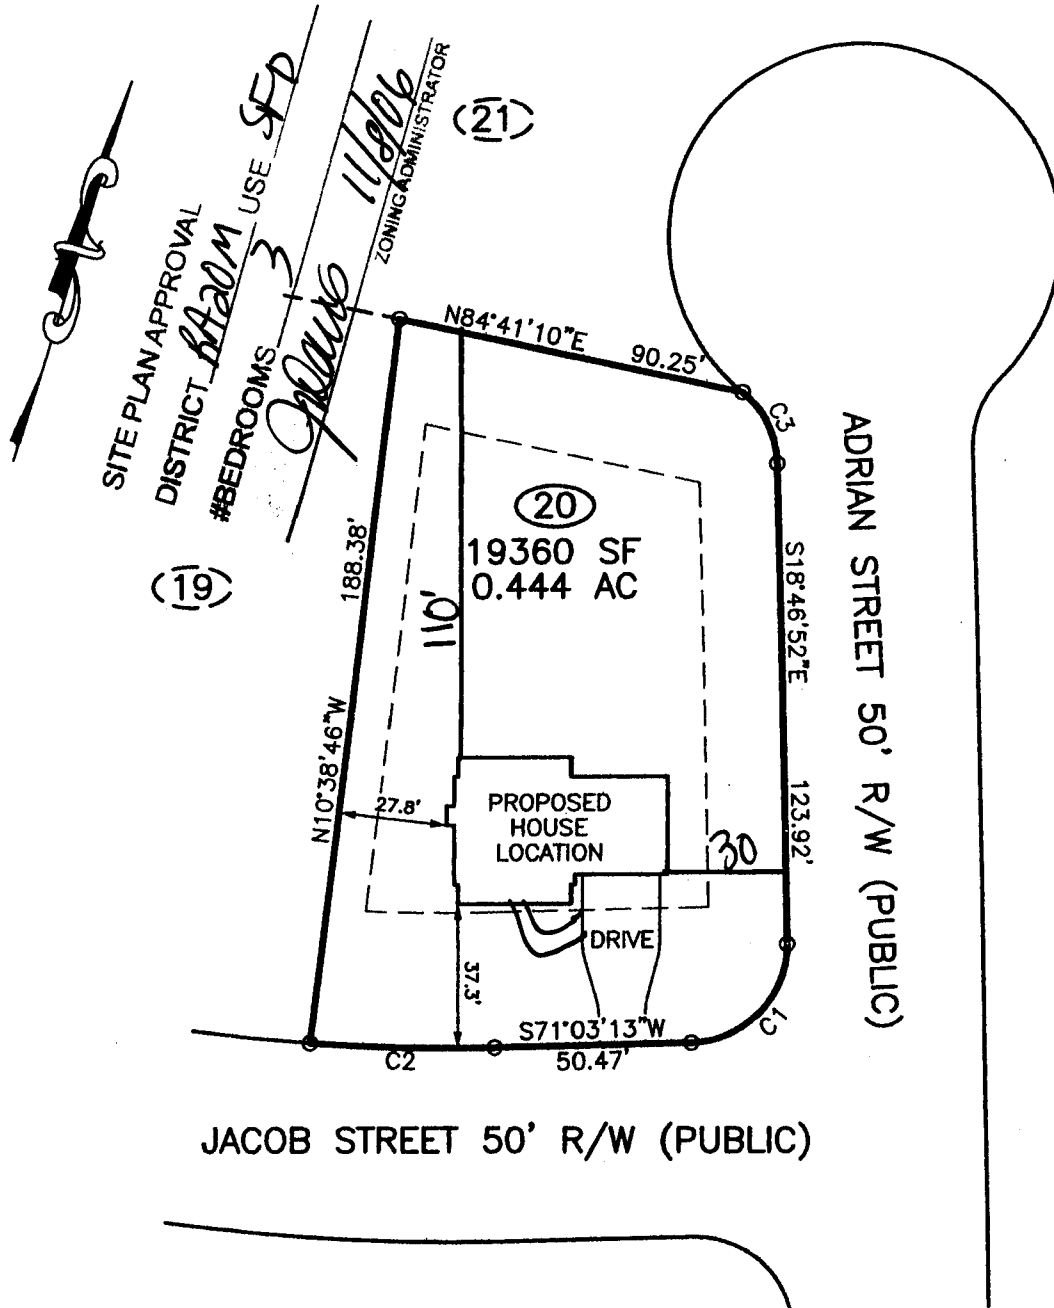 SITE PLAN APPROVAL
DISTRICT RA20M USE SFD
#BEDROOMS 3
11/8/06
ZONING ADMINISTRATOR
(21)
N84°41'10"E
90.25'
C3
ADRIAN STREET 50' R/W (PUBLIC)
20
19360 SF
0.444 AC
(19)
188.38'
N10°38'46"W
110'
S18°46'52"E
123.92'
27.8'
PROPOSED
HOUSE
LOCATION
30
DRIVE
37.3'
C1
S71°03'13"W
50.47'
C2
JACOB STREET 50' R/W (PUBLIC)